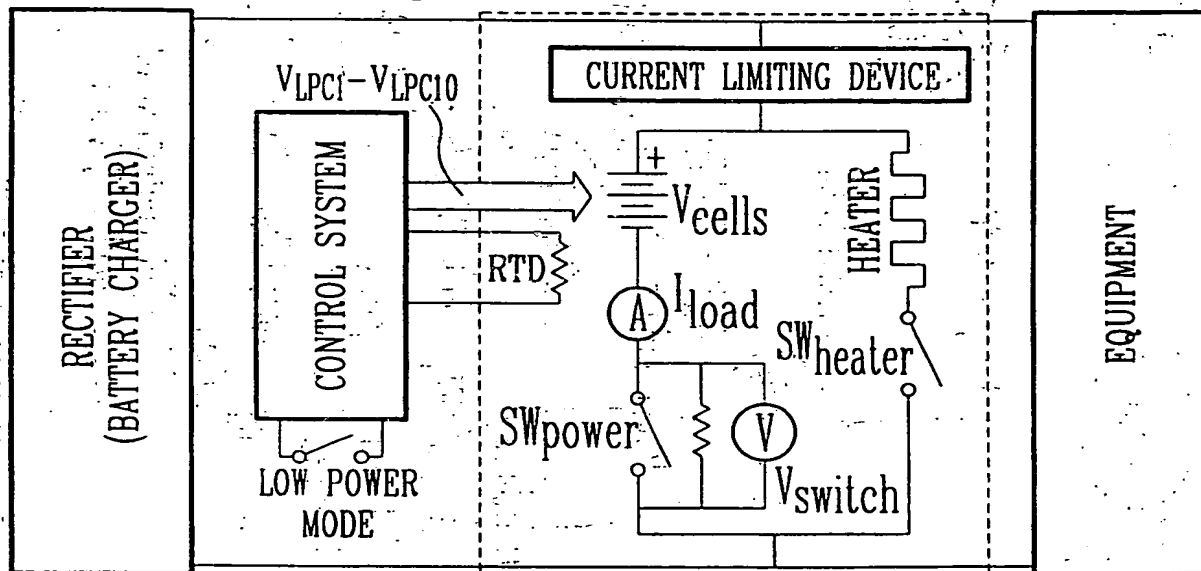 RECTIFIER
(BATTERY CHARGER)
VLPC1-VLPC10
CONTROL SYSTEM
LOW POWER
MODE
RTD
CURRENT LIMITING DEVICE
+
Vcells
A
Iload
SWpower
V
Vswitch
HEATER
SWheater
EQUIPMENT